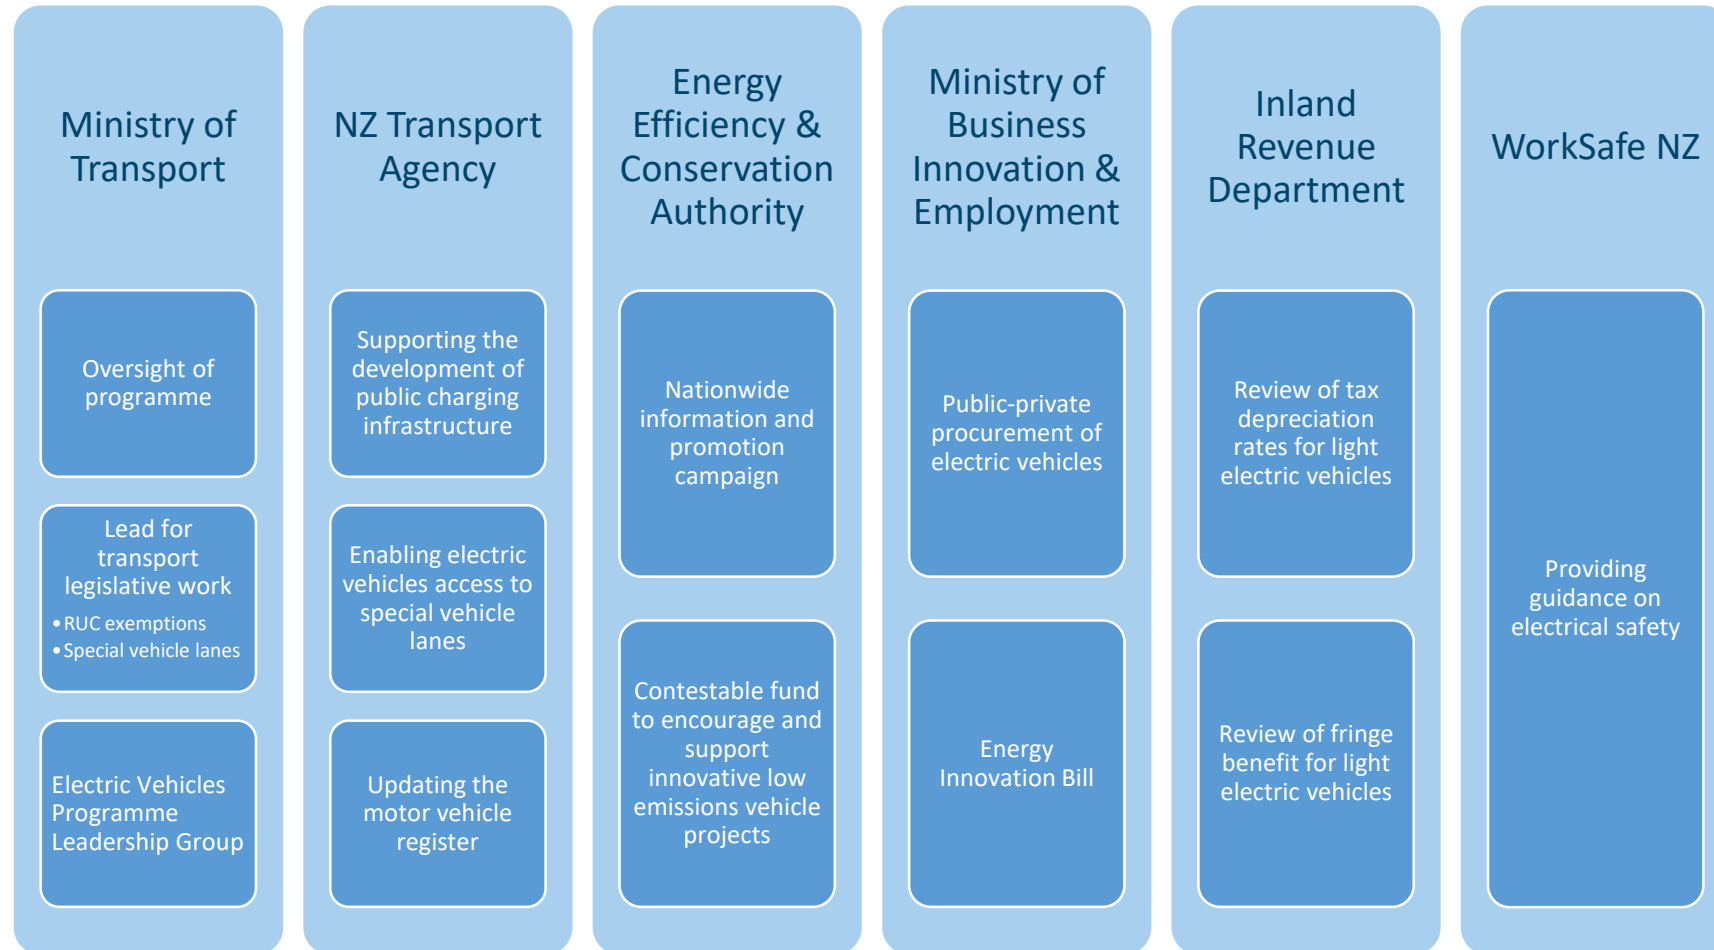 Ministry of
Transport
Oversight of
programme
Lead for
transport
legislative work
•RUC exemptions
•Special vehicle lanes
Electric Vehicles
Programme
Leadership Group
NZ Transport
Agency
Supporting the
development of
public charging
infrastructure
Enabling electric
vehicles access to
special vehicle
lanes
Updating the
motor vehicle
register
Energy
Efficiency &
Conservation
Authority
Nationwide
information and
promotion
campaign
Contestable fund
to encourage and
support
innovative low
emissions vehicle
projects
Ministry of
Business
Innovation &
Employment
Public-private
procurement of
electric vehicles
Energy
Innovation Bill
Inland
Revenue
Department
Review of tax
depreciation
rates for light
electric vehicles
Review of fringe
benefit for light
electric vehicles
WorkSafe NZ
Providing
guidance on
electrical safety